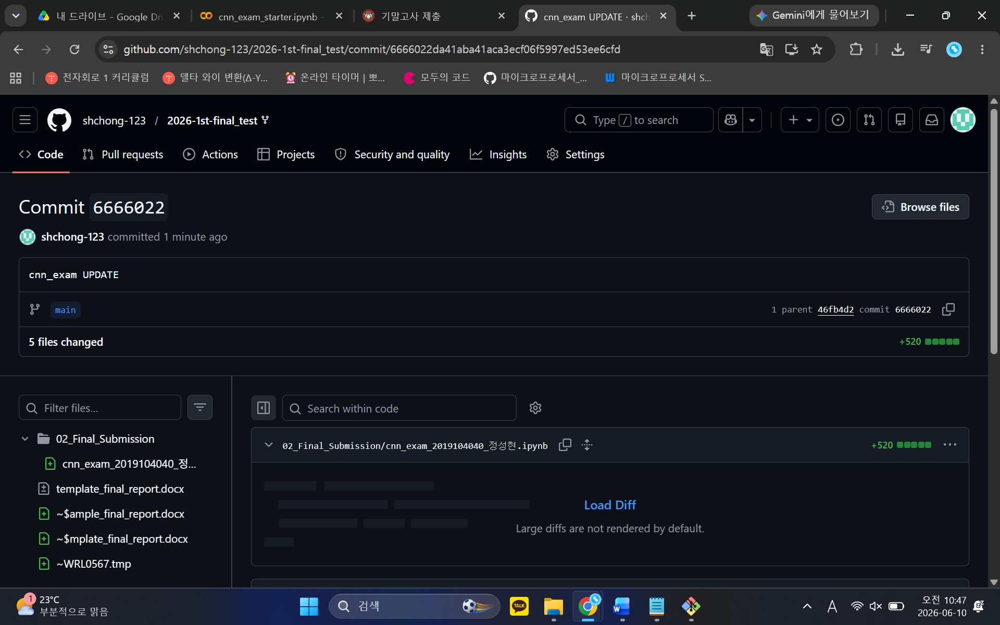 내 드라이브 - Google Dri
cnn_exam_starter.ipynb -
기말고사 제출
cnn_exam UPDATE · shch
Gemini에게 물어보기
github.com/shchong-123/2026-1st-final_test/commit/6666022da41aba41aca3ecf06f5997ed53ee6cfd
전자회로 1 커리큘럼
델타 와이 변환(Δ-Y...
온라인 타이머 | 뽀...
모두의 코드
마이크로프로세서_...
마이크로프로세서 S...
shchong-123 / 2026-1st-final_test
Type / to search
Code
Pull requests
Actions
Projects
Security and quality
Insights
Settings
Commit 6666022
Browse files
shchong-123 committed 1 minute ago
cnn_exam UPDATE
main
1 parent 46fb4d2 commit 6666022
5 files changed
+520
Filter files...
Search within code
02_Final_Submission
cnn_exam_2019104040_정...
template_final_report.docx
~$ample_final_report.docx
~$mplate_final_report.docx
~WRL0567.tmp
02_Final_Submission/cnn_exam_2019104040_정성현.ipynb
+520
Load Diff
Large diffs are not rendered by default.
1
23°C
부분적으로 맑음
검색
TALK
A
오전 10:47
2026-06-10